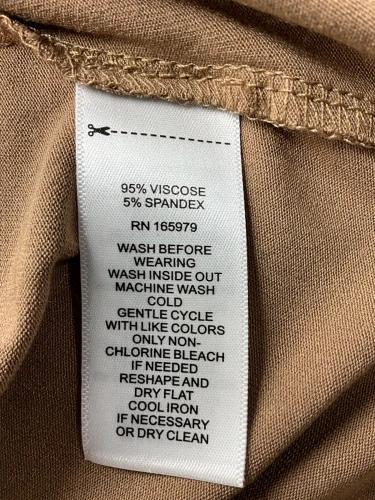 95% VISCOSE
5% SPANDEX
RN 165979
WASH BEFORE
WEARING
WASH INSIDE OUT
MACHINE WASH
COLD
GENTLE CYCLE
WITH LIKE COLORS
ONLY NON-
CHLORINE BLEACH
IF NEEDED
RESHAPE AND
DRY FLAT
COOL IRON
IF NECESSARY
OR DRY CLEAN